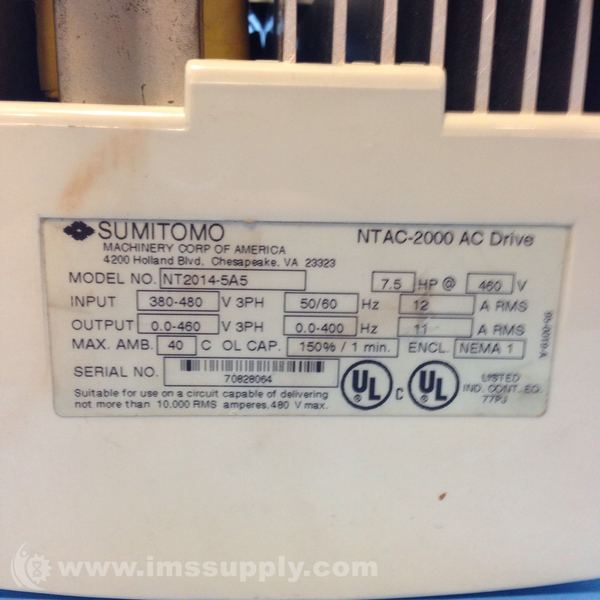 SUMITOMO
MACHINERY CORP OF AMERICA
4200 Holland Blvd. Chesapeake, VA 23323
NTAC-2000 AC Drive
MODEL NO. NT2014-5A5 7.5 HP @ 460 V
INPUT 380-480 V 3PH 50/60 Hz 12 A RMS
OUTPUT 0.0-460 V 3PH 0.0-400 Hz 11 A RMS
MAX. AMB. 40 C OL CAP. 150% / 1 min. ENCL. NEMA 1
SERIAL NO. 70828064
Suitable for use on a circuit capable of delivering
not more than 10,000 RMS amperes, 480 V max.
UL C UL
LISTED
IND. CONT. EQ.
77PJ
www.imssupply.com